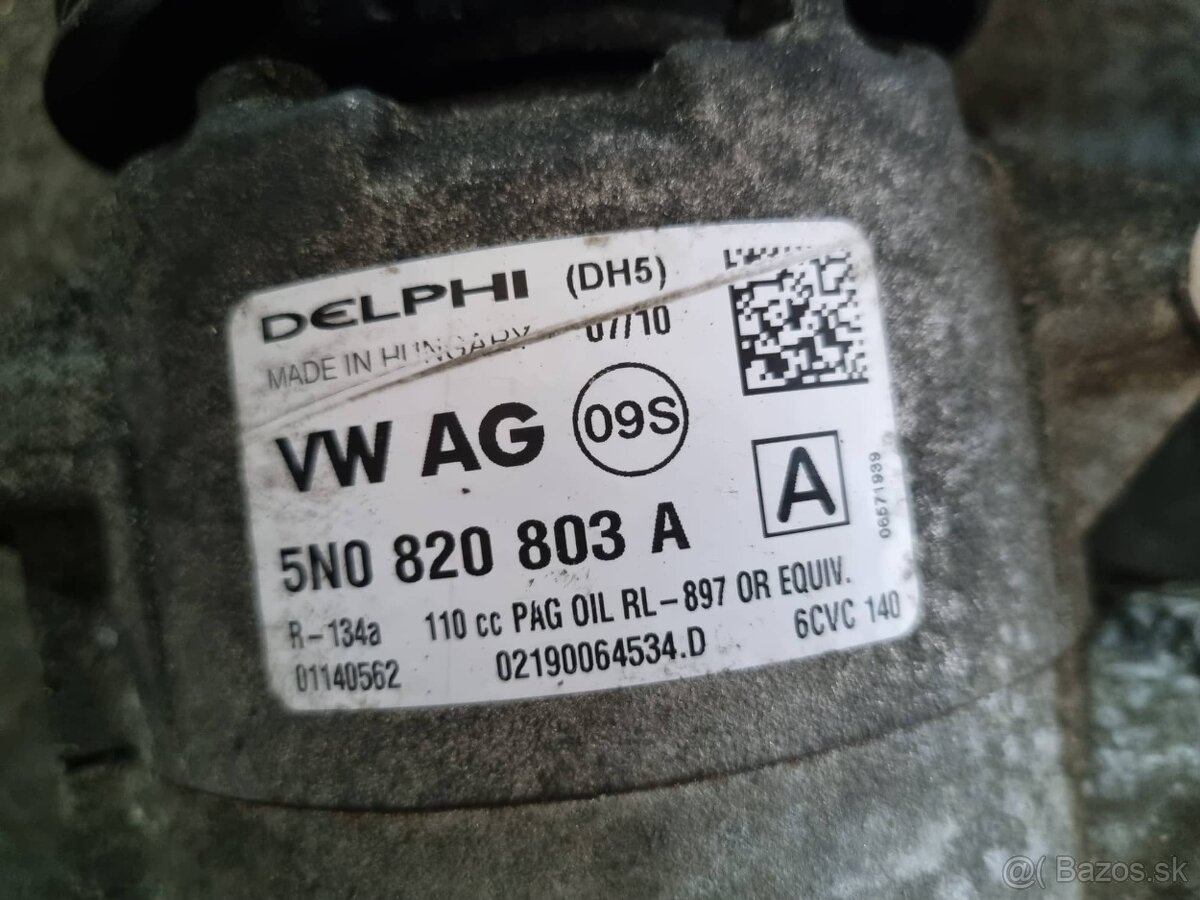 DELPHI (DH5)
MADE IN HUNGARY 07/10
VW AG 09S
A
5N0 820 803 A
06571939
R-134a 110 cc PAG OIL RL-897 OR EQUIV.
01140562 02190064534.D 6CVC 140
@( Bazos.sk